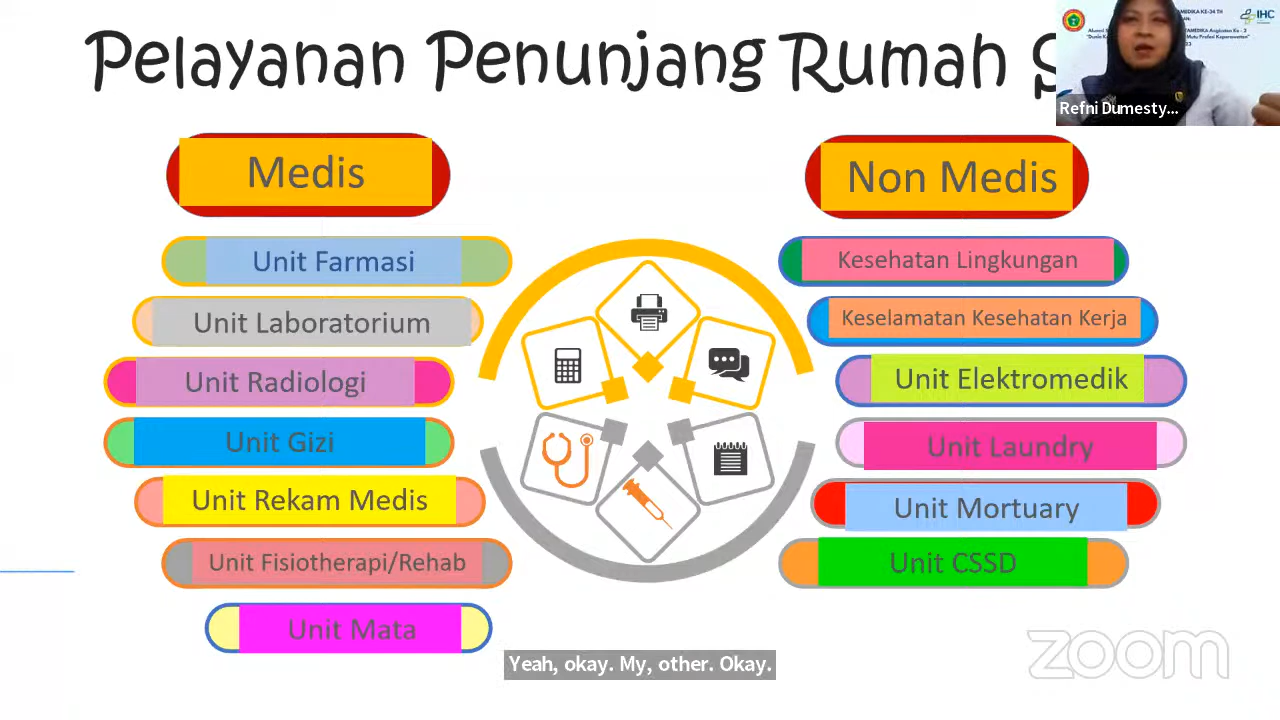 Pelayanan Penunjang Rumah S
Medis
Non Medis
Unit Farmasi
Unit Laboratorium
Unit Radiologi
Unit Gizi
Unit Rekam Medis
Unit Fisiotherapi/Rehab
Unit Mata
Kesehatan Lingkungan
Keselamatan Kesehatan Kerja
Unit Elektromedik
Unit Laundry
Unit Mortuary
Unit CSSD
IHC
Refni Dumesty...
Yeah, okay. My, other. Okay.
zoom